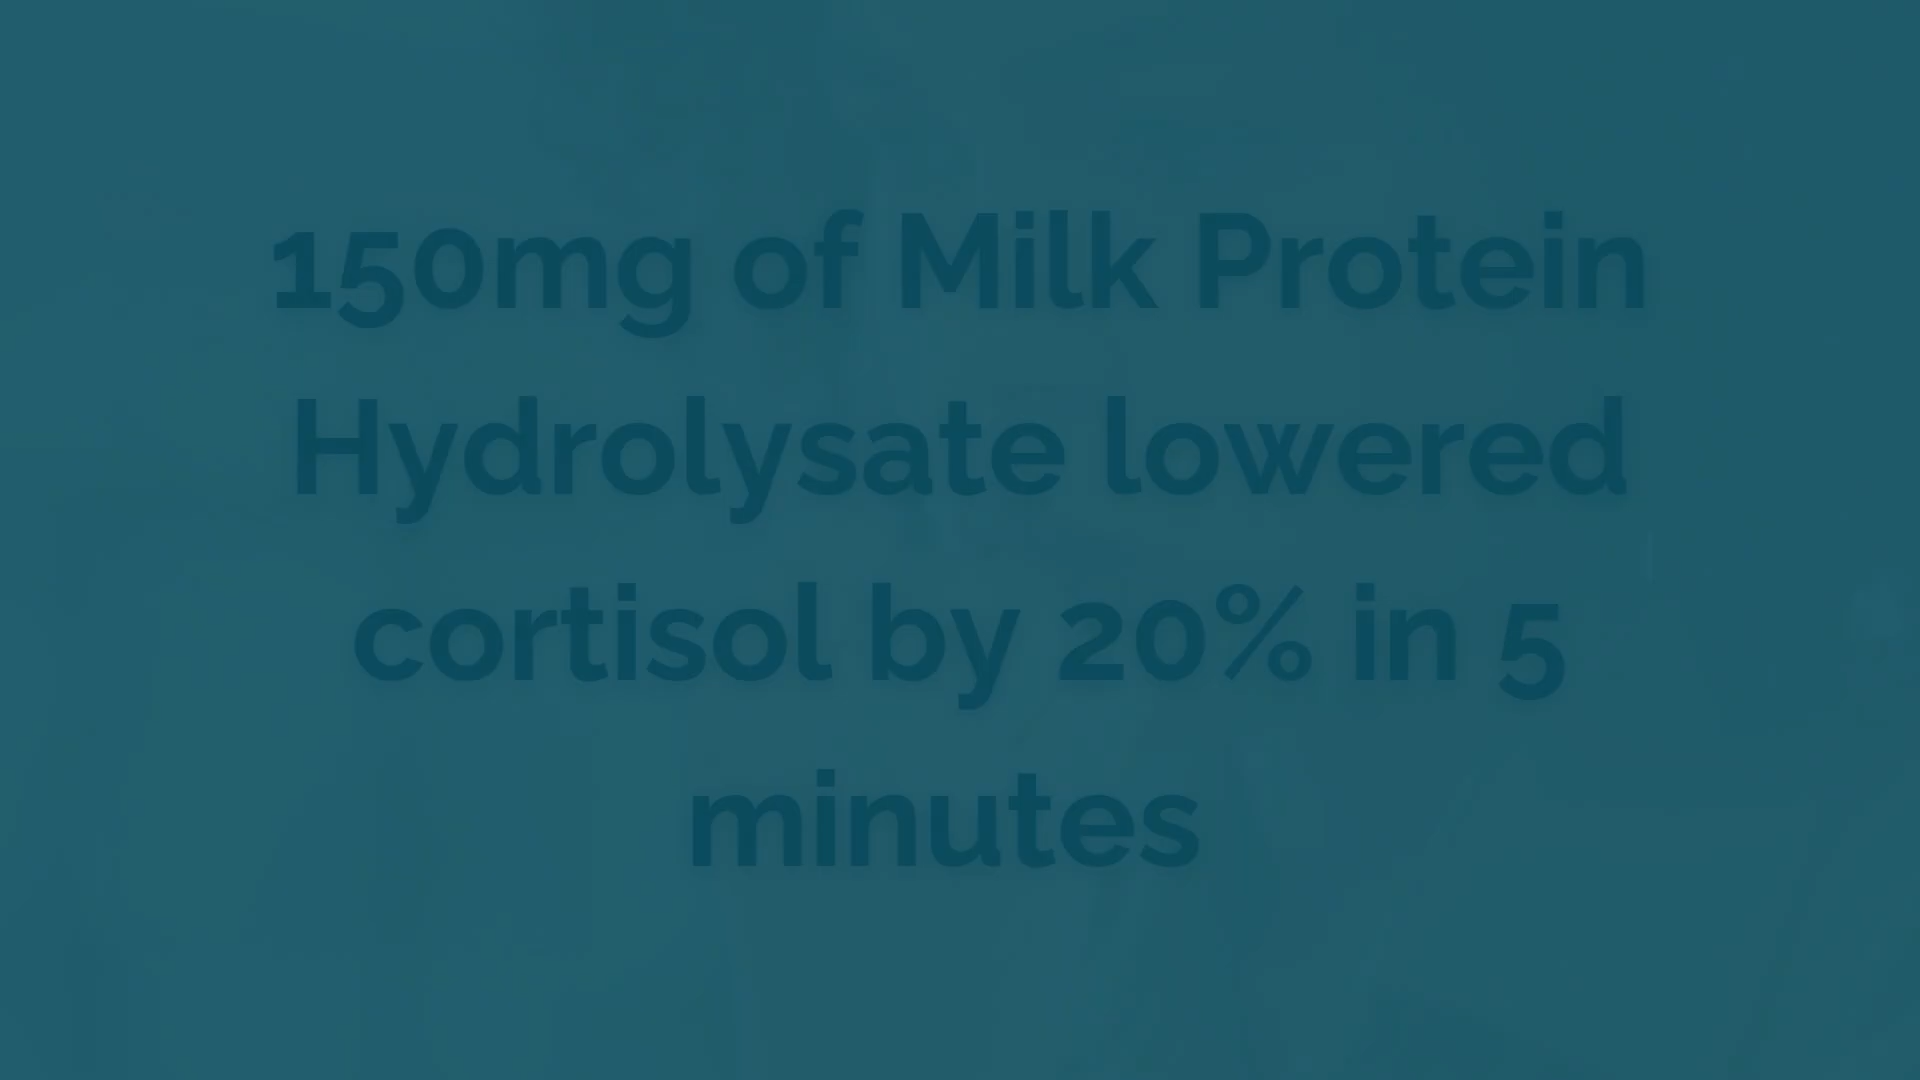 150mg of Milk Protein
Hydrolysate lowered
cortisol by 20% in 5
minutes